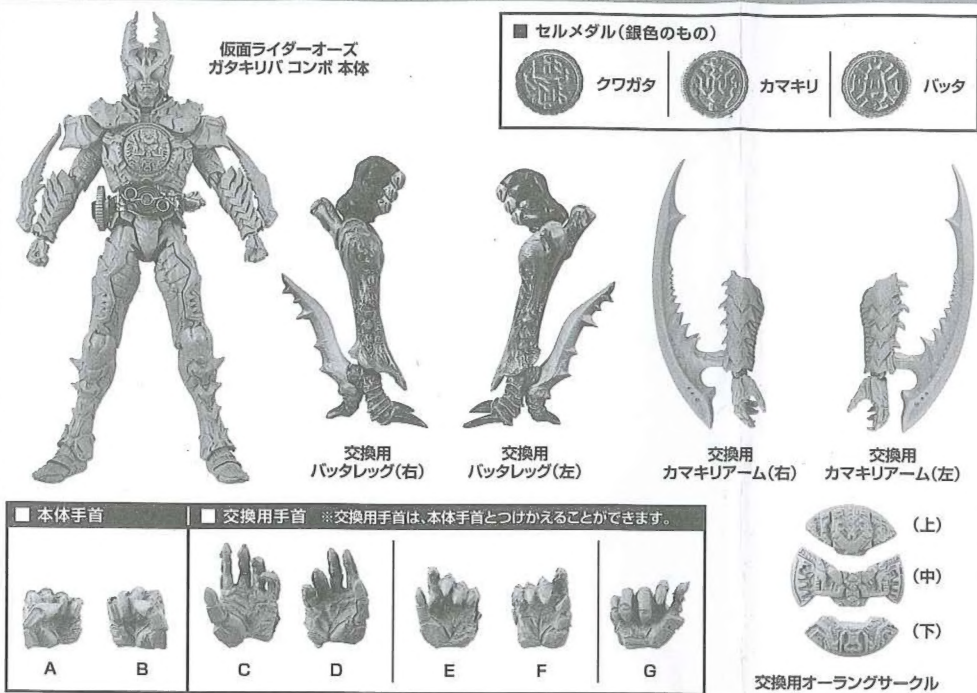 仮面ライダーオーズ
ガタキリバ コンボ 本体
■ セルメダル(銀色のもの)
クワガタ
カマキリ
バッタ
交換用
バッタレッグ(右)
交換用
バッタレッグ(左)
交換用
カマキリアーム(右)
交換用
カマキリアーム(左)
■ 本体手首
■ 交換用手首 ※交換用手首は、本体手首とつけかえることができます。
A
B
C
D
E
F
G
(上)
(中)
(下)
交換用オーラングサークル